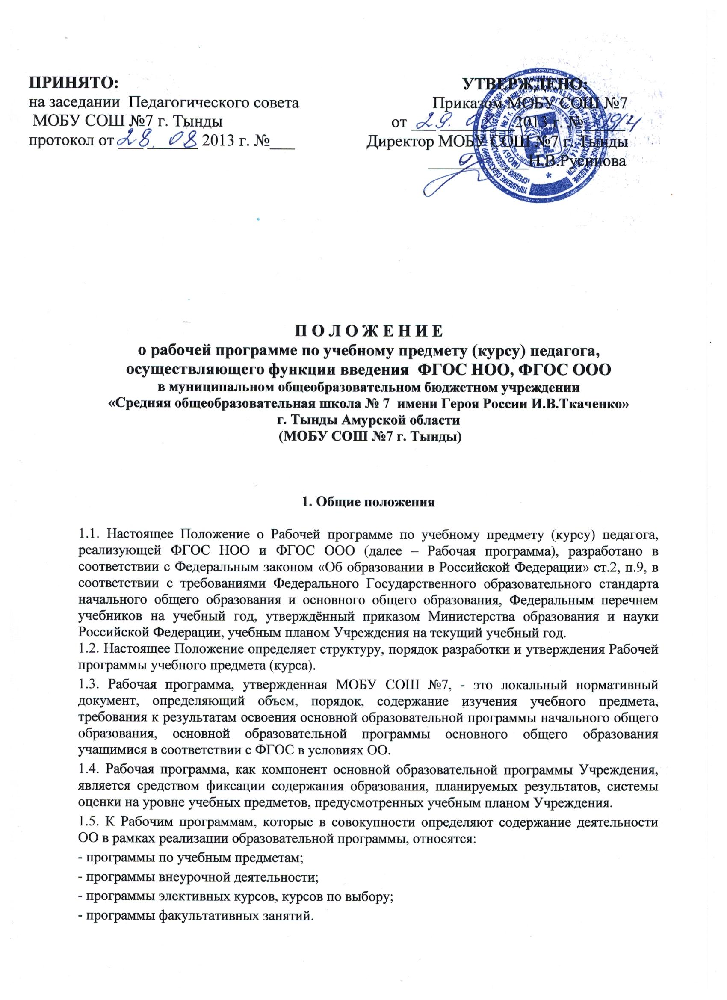 ПРИНЯТО:
на заседании Педагогического совета
МОБУ СОШ №7 г. Тынды
протокол от 28. 08 2013 г. №___
УТВЕРЖДЕНО:
Приказом МОБУ СОШ №7
от 29. 2013 г. №
Директор МОБУ СОШ №7 г. Тынды
____________Н.В.Русинова
П О Л О Ж Е Н И Е
о рабочей программе по учебному предмету (курсу) педагога,
осуществляющего функции введения ФГОС НОО, ФГОС ООО
в муниципальном общеобразовательном бюджетном учреждении
«Средняя общеобразовательная школа № 7 имени Героя России И.В.Ткаченко»
г. Тынды Амурской области
(МОБУ СОШ №7 г. Тынды)
1. Общие положения
1.1. Настоящее Положение о Рабочей программе по учебному предмету (курсу) педагога,
реализующей ФГОС НОО и ФГОС ООО (далее – Рабочая программа), разработано в
соответствии с Федеральным законом «Об образовании в Российской Федерации» ст.2, п.9, в
соответствии с требованиями Федерального Государственного образовательного стандарта
начального общего образования и основного общего образования, Федеральным перечнем
учебников на учебный год, утверждённый приказом Министерства образования и науки
Российской Федерации, учебным планом Учреждения на текущий учебный год.
1.2. Настоящее Положение определяет структуру, порядок разработки и утверждения Рабочей
программы учебного предмета (курса).
1.3. Рабочая программа, утвержденная МОБУ СОШ №7, - это локальный нормативный
документ, определяющий объем, порядок, содержание изучения учебного предмета,
требования к результатам освоения основной образовательной программы начального общего
образования, основной образовательной программы основного общего образования
учащимися в соответствии с ФГОС в условиях ОО.
1.4. Рабочая программа, как компонент основной образовательной программы Учреждения,
является средством фиксации содержания образования, планируемых результатов, системы
оценки на уровне учебных предметов, предусмотренных учебным планом Учреждения.
1.5. К Рабочим программам, которые в совокупности определяют содержание деятельности
ОО в рамках реализации образовательной программы, относятся:
- программы по учебным предметам;
- программы внеурочной деятельности;
- программы элективных курсов, курсов по выбору;
- программы факультативных занятий.